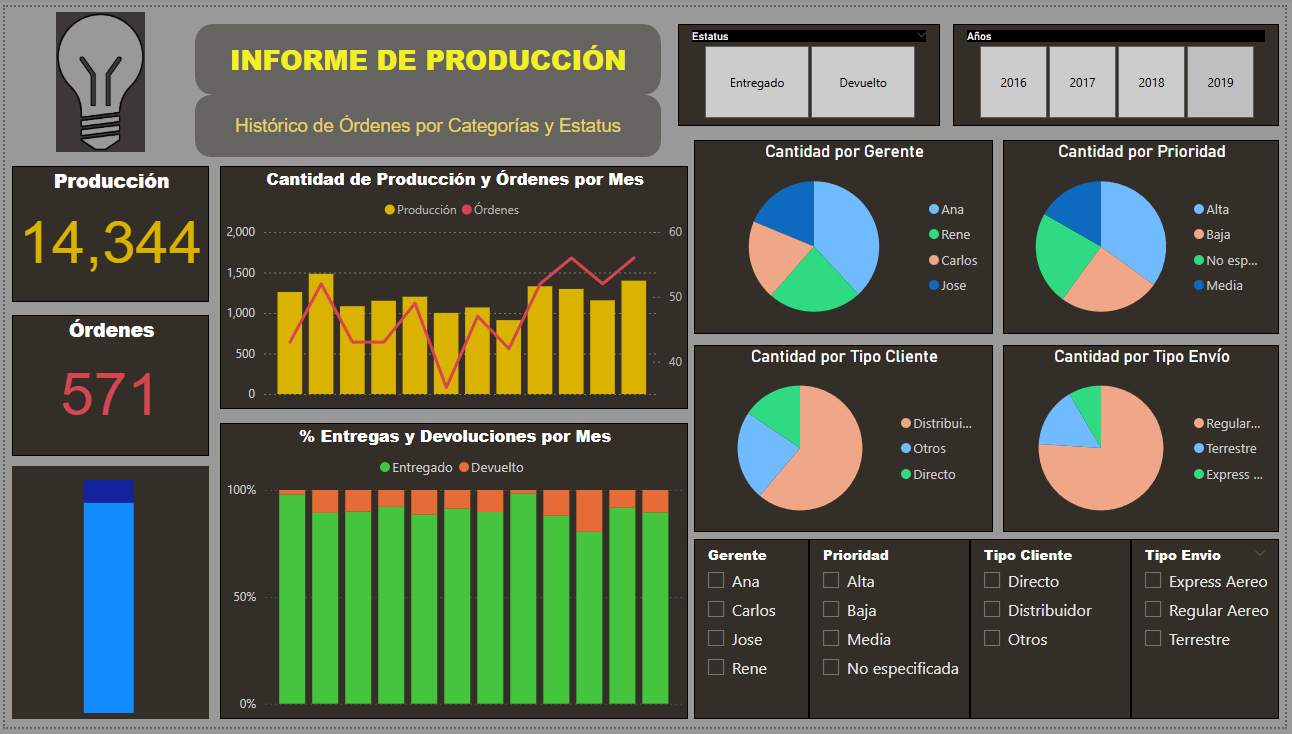 INFORME DE PRODUCCIÓN
Histórico de Órdenes por Categorías y Estatus
Estatus
Entregado
Devuelto
Años
2016
2017
2018
2019
Producción
14,344
Órdenes
571
Cantidad de Producción y Órdenes por Mes
Producción
Órdenes
2,000
1,500
1,000
500
0
60
50
40
% Entregas y Devoluciones por Mes
Entregado
Devuelto
100%
50%
0%
Cantidad por Gerente
Ana
Rene
Carlos
Jose
Cantidad por Prioridad
Alta
Baja
No esp...
Media
Cantidad por Tipo Cliente
Distribui...
Otros
Directo
Cantidad por Tipo Envío
Regular...
Terrestre
Express ...
Gerente
Ana
Carlos
Jose
Rene
Prioridad
Alta
Baja
Media
No especificada
Tipo Cliente
Directo
Distribuidor
Otros
Tipo Envio
Express Aereo
Regular Aereo
Terrestre